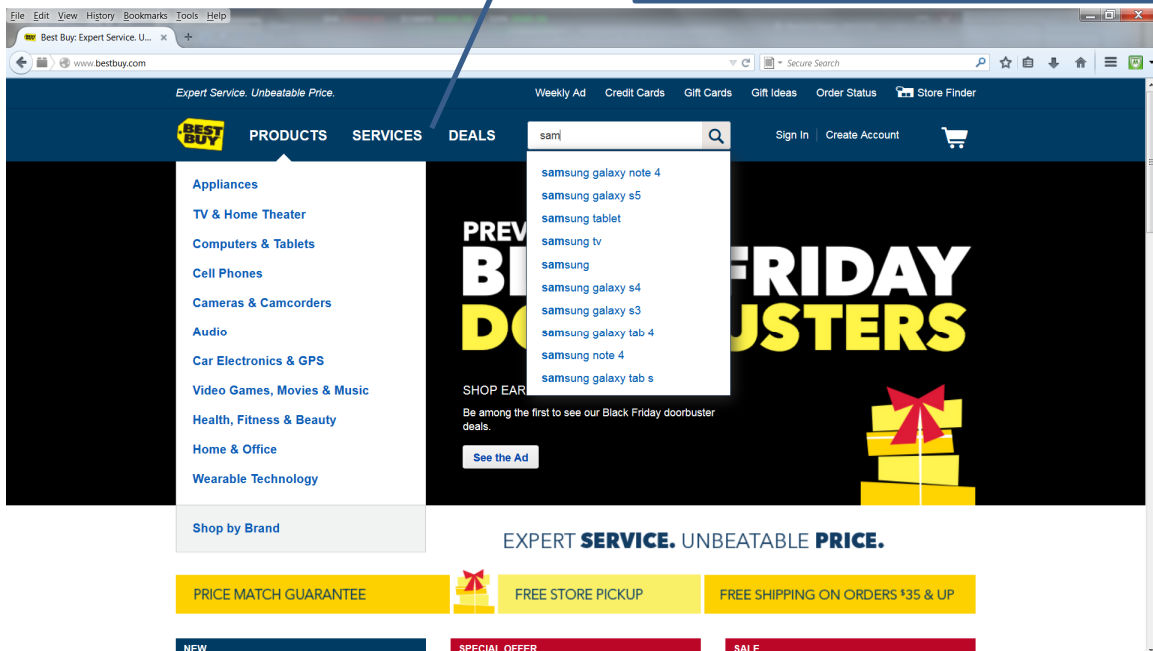 File Edit View History Bookmarks Tools Help
Best Buy: Expert Service. U...
www.bestbuy.com
Secure Search
Expert Service. Unbeatable Price.
Weekly Ad Credit Cards Gift Cards Gift Ideas Order Status Store Finder
BEST BUY
PRODUCTS SERVICES DEALS
sam
Sign In Create Account
Appliances
TV & Home Theater
Computers & Tablets
Cell Phones
Cameras & Camcorders
Audio
Car Electronics & GPS
Video Games, Movies & Music
Health, Fitness & Beauty
Home & Office
Wearable Technology
Shop by Brand
samsung galaxy note 4
samsung galaxy s5
samsung tablet
samsung tv
samsung
samsung galaxy s4
samsung galaxy s3
samsung galaxy tab 4
samsung note 4
samsung galaxy tab s
PREV
B FRIDAY
DO USTERS
SHOP EAR
Be among the first to see our Black Friday doorbuster
deals.
See the Ad
EXPERT SERVICE. UNBEATABLE PRICE.
PRICE MATCH GUARANTEE
FREE STORE PICKUP
FREE SHIPPING ON ORDERS $35 & UP
NEW
SPECIAL OFFER
SALE